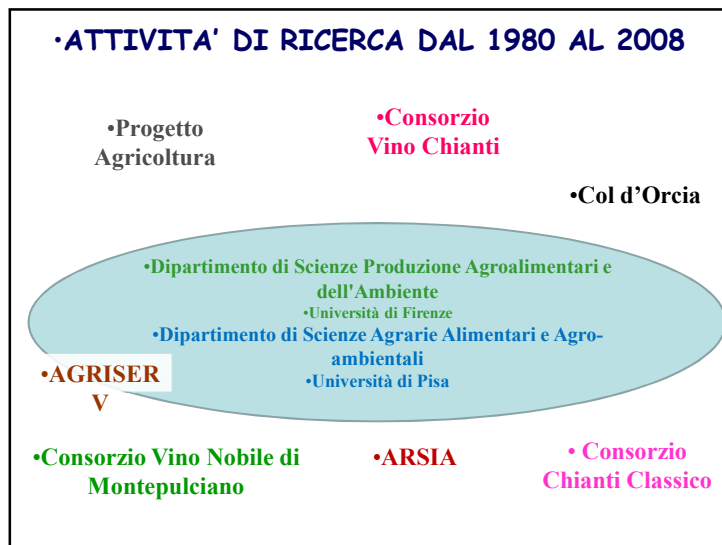 •ATTIVITA’ DI RICERCA DAL 1980 AL 2008
•Progetto
Agricoltura
•Consorzio
Vino Chianti
•Col d’Orcia
•Dipartimento di Scienze Produzione Agroalimentari e
dell'Ambiente
•Università di Firenze
•Dipartimento di Scienze Agrarie Alimentari e Agro-
ambientali
•Università di Pisa
•AGRISER
V
•Consorzio Vino Nobile di
Montepulciano
•ARSIA
• Consorzio
Chianti Classico